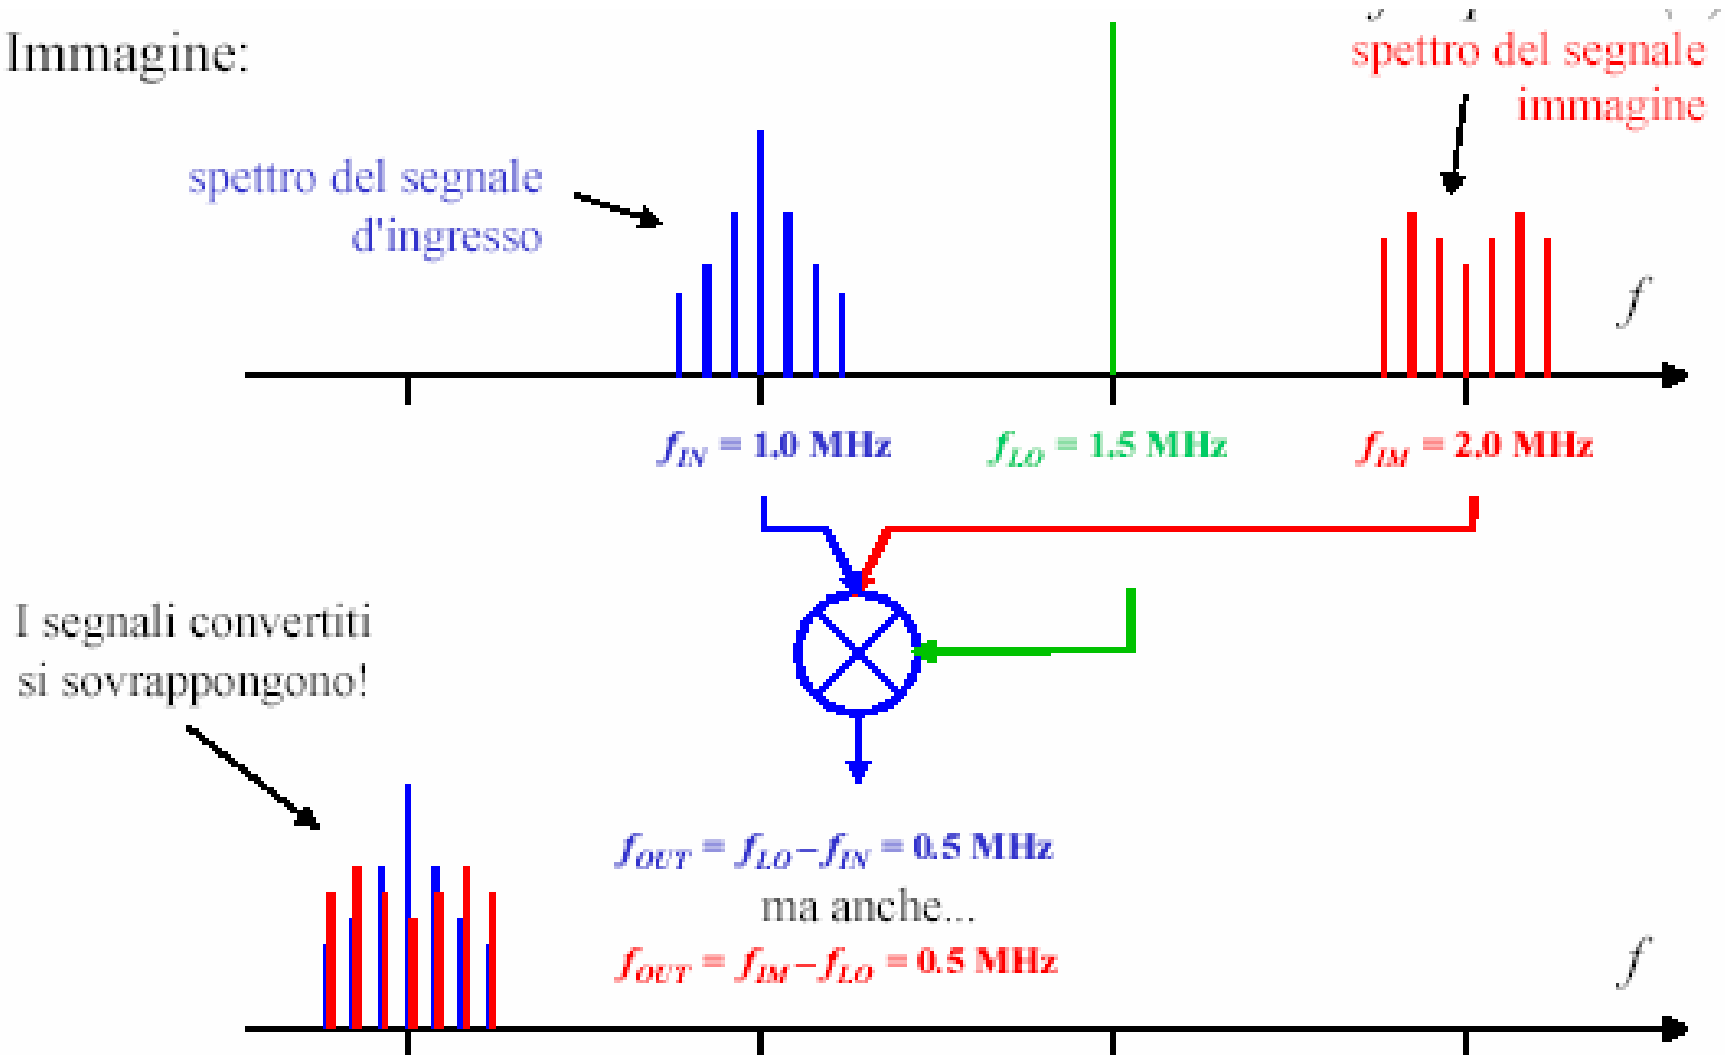 Immagine:
spettro del segnale
immagine
spettro del segnale
d'ingresso
f
f_IN = 1.0 MHz
f_LO = 1.5 MHz
f_IM = 2.0 MHz
I segnali convertiti
si sovrappongono!
f_OUT = f_LO−f_IN = 0.5 MHz
ma anche...
f_OUT = f_IM−f_LO = 0.5 MHz
f